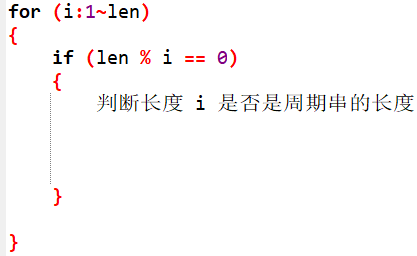 for (i:1~len)
{
if (len % i == 0)
{
判断长度 i 是否是周期串的长度
}
}